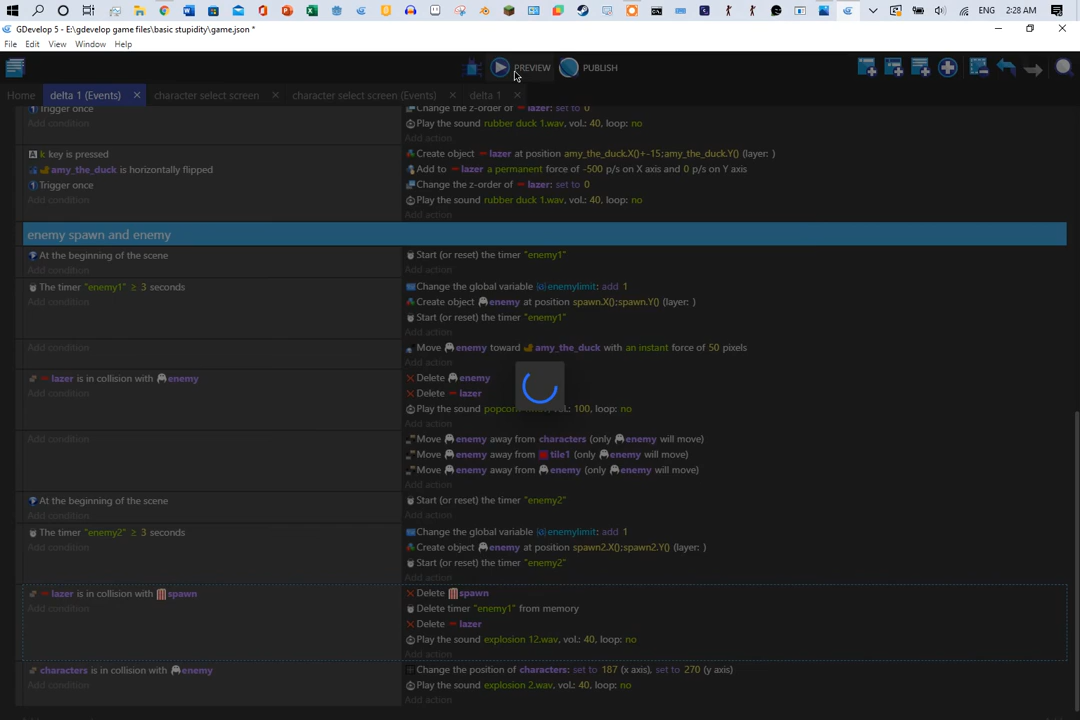 ENG 2:28 AM
GDevelop 5 - E:\gdevelop game files\basic stupidity\game.json *
File Edit View Window Help
PREVIEW PUBLISH
Home delta 1 (Events) character select screen character select screen (Events) delta 1
Trigger once
Add condition
Change the z-order of lazer: set to 0
Play the sound rubber duck 1.wav, vol.: 40, loop: no
Add action
k key is pressed
amy_the_duck is horizontally flipped
Trigger once
Add condition
Create object lazer at position amy_the_duck.X()+-15;amy_the_duck.Y() (layer: )
Add to lazer a permanent force of -500 p/s on X axis and 0 p/s on Y axis
Change the z-order of lazer: set to 0
Play the sound rubber duck 1.wav, vol.: 40, loop: no
Add action
enemy spawn and enemy
At the beginning of the scene
Add condition
Start (or reset) the timer "enemy1"
Add action
The timer "enemy1" ≥ 3 seconds
Add condition
Change the global variable enemylimit: add 1
Create object enemy at position spawn.X();spawn.Y() (layer: )
Start (or reset) the timer "enemy1"
Add action
Add condition
Move enemy toward amy_the_duck with an instant force of 50 pixels
Add action
lazer is in collision with enemy
Add condition
Delete enemy
Delete lazer
Play the sound popcorn vol.: 100, loop: no
Add action
Add condition
Move enemy away from characters (only enemy will move)
Move enemy away from tile1 (only enemy will move)
Move enemy away from enemy (only enemy will move)
Add action
At the beginning of the scene
Add condition
Start (or reset) the timer "enemy2"
Add action
The timer "enemy2" ≥ 3 seconds
Add condition
Change the global variable enemylimit: add 1
Create object enemy at position spawn2.X();spawn2.Y() (layer: )
Start (or reset) the timer "enemy2"
Add action
lazer is in collision with spawn
Add condition
Delete spawn
Delete timer "enemy1" from memory
Delete lazer
Play the sound explosion 12.wav, vol.: 40, loop: no
Add action
characters is in collision with enemy
Add condition
Change the position of characters: set to 187 (x axis), set to 270 (y axis)
Play the sound explosion 2.wav, vol.: 40, loop: no
Add action